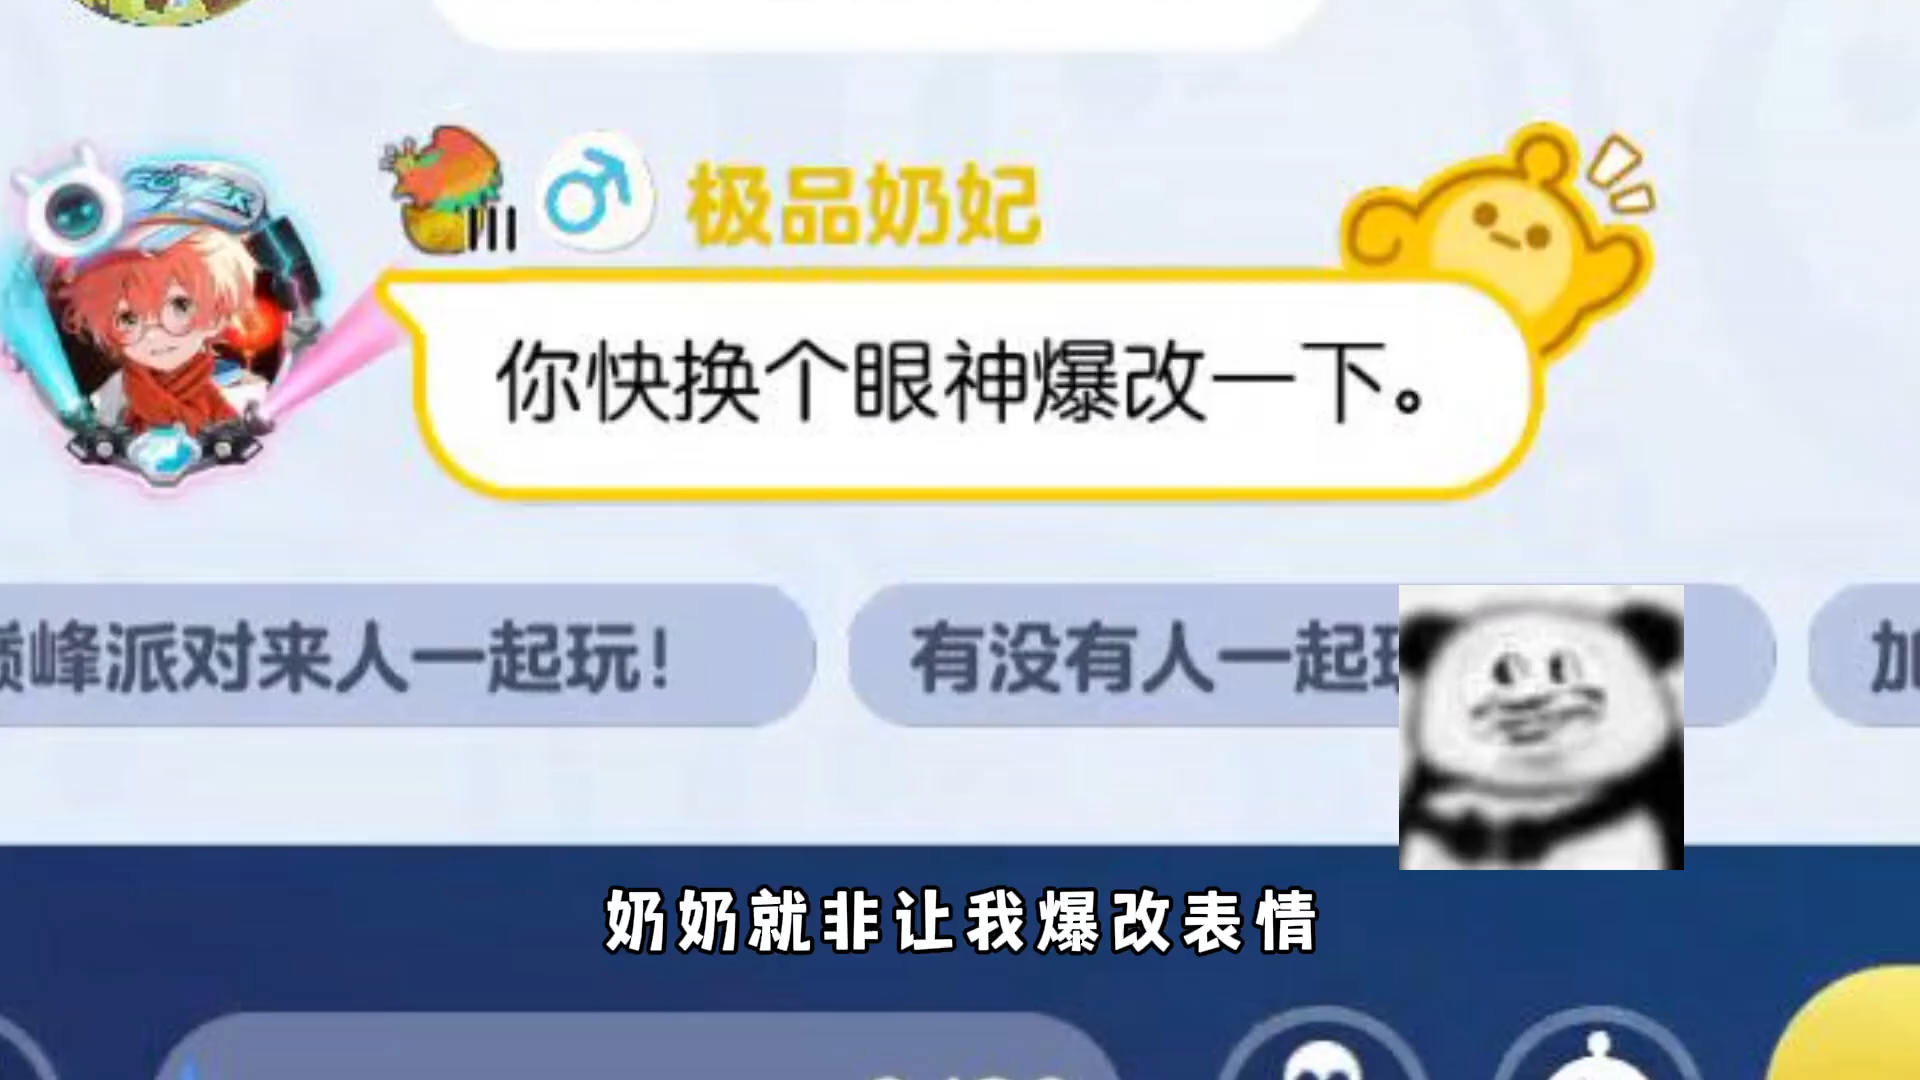 极品奶妃
你快换个眼神爆改一下。
巅峰派对来人一起玩！
有没有人一起玩
加
奶奶就非让我爆改表情